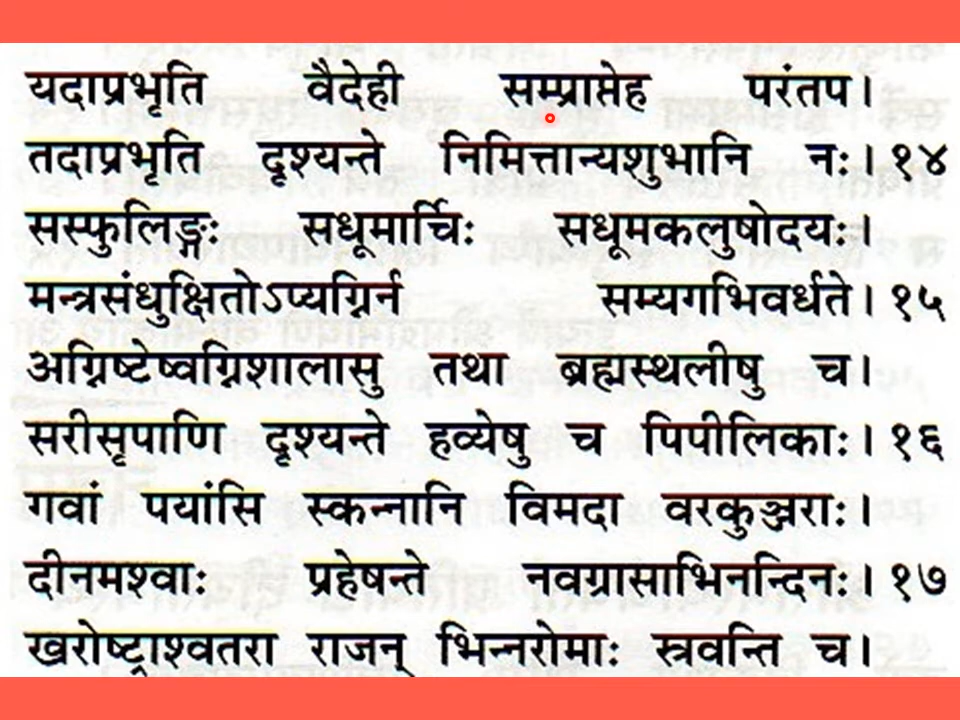 यदाप्रभृति वैदेही सम्प्राप्तेह परंतप।
तदाप्रभृति दृश्यन्ते निमित्तान्यशुभानि नः। १४
सस्फुलिङ्गः सधूमार्चिः सधूमकलुषोदयः।
मन्त्रसंधुक्षितोऽप्यग्निर्न सम्यगभिवर्धते। १५
अग्निष्टेष्वग्निशालासु तथा ब्रह्मस्थलीषु च।
सरीसृपाणि दृश्यन्ते हव्येषु च पिपीलिकाः। १६
गवां पयांसि स्कन्नानि विमदा वरकुञ्जराः।
दीनमश्वाः प्रहेषन्ते नवग्रासाभिनन्दिनः। १७
खरोष्ट्राश्वतरा राजन् भिन्नरोमाः स्रवन्ति च।